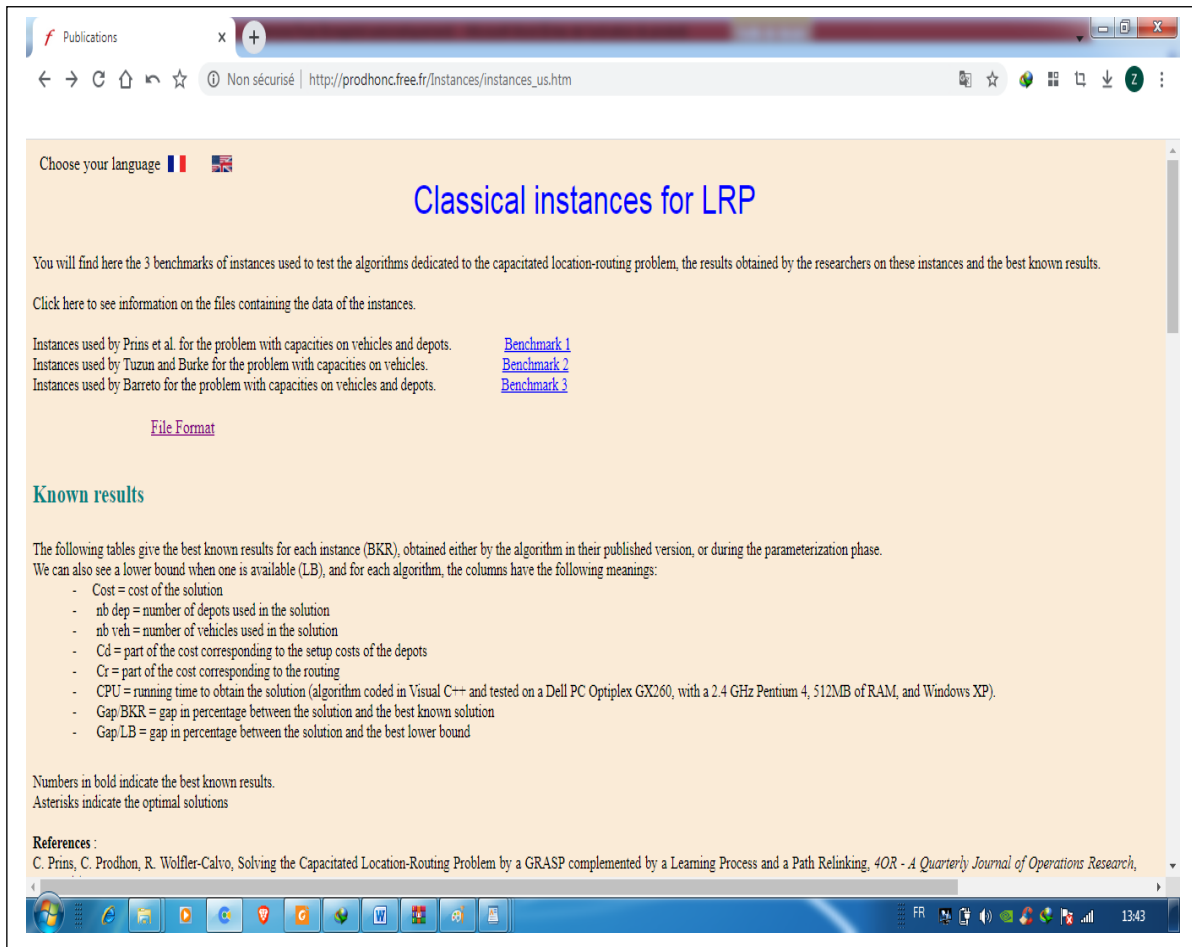 Publications
Non sécurisé | http://prodhonc.free.fr/Instances/instances_us.htm
Z
Choose your language
Classical instances for LRP
You will find here the 3 benchmarks of instances used to test the algorithms dedicated to the capacitated location-routing problem, the results obtained by the researchers on these instances and the best known results.
Click here to see information on the files containing the data of the instances.
Instances used by Prins et al. for the problem with capacities on vehicles and depots. Benchmark 1
Instances used by Tuzun and Burke for the problem with capacities on vehicles. Benchmark 2
Instances used by Barreto for the problem with capacities on vehicles and depots. Benchmark 3
File Format
Known results
The following tables give the best known results for each instance (BKR), obtained either by the algorithm in their published version, or during the parameterization phase.
We can also see a lower bound when one is available (LB), and for each algorithm, the columns have the following meanings:
- Cost = cost of the solution
- nb dep = number of depots used in the solution
- nb veh = number of vehicles used in the solution
- Cd = part of the cost corresponding to the setup costs of the depots
- Cr = part of the cost corresponding to the routing
- CPU = running time to obtain the solution (algorithm coded in Visual C++ and tested on a Dell PC Optiplex GX260, with a 2.4 GHz Pentium 4, 512MB of RAM, and Windows XP).
- Gap/BKR = gap in percentage between the solution and the best known solution
- Gap/LB = gap in percentage between the solution and the best lower bound
Numbers in bold indicate the best known results.
Asterisks indicate the optimal solutions
References :
C. Prins, C. Prodhon, R. Wolfler-Calvo, Solving the Capacitated Location-Routing Problem by a GRASP complemented by a Learning Process and a Path Relinking, 4OR - A Quarterly Journal of Operations Research,
FR 13:43